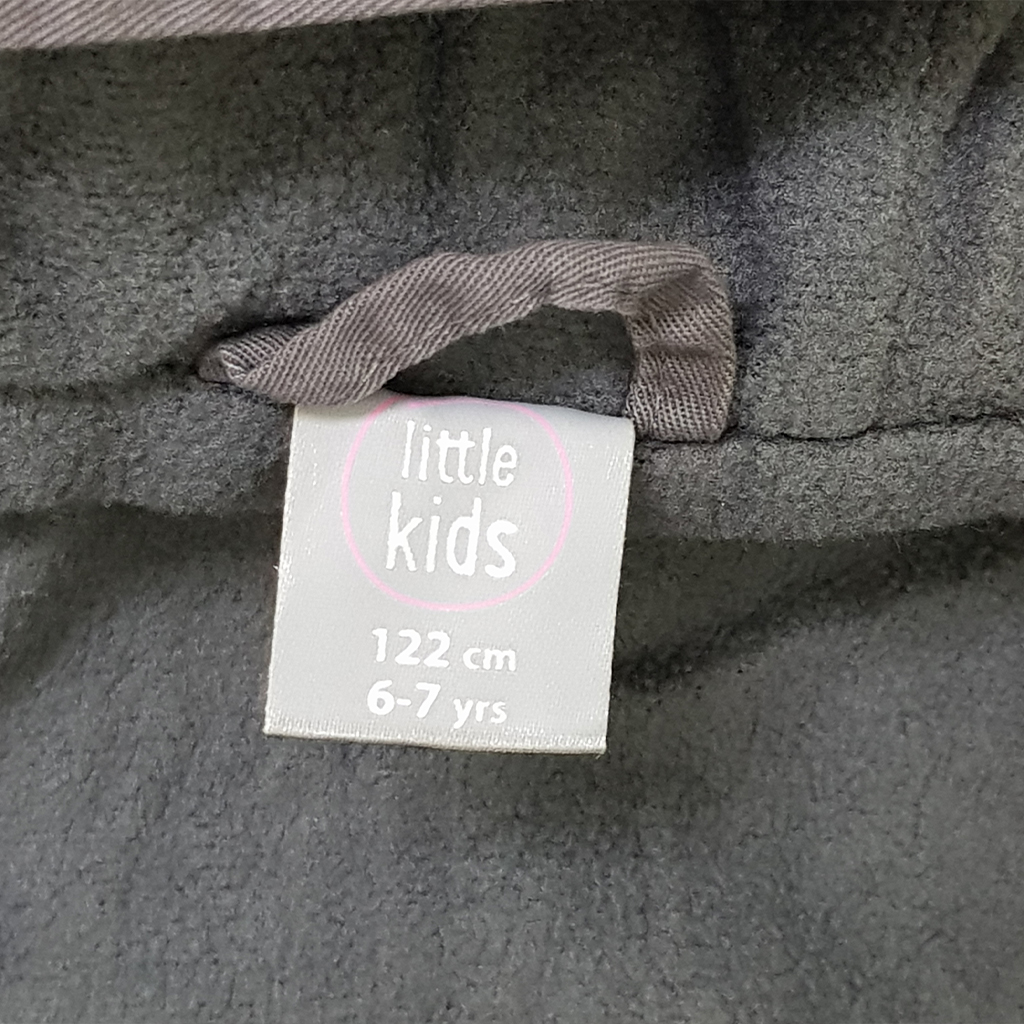 little
kids
122 cm
6-7 yrs